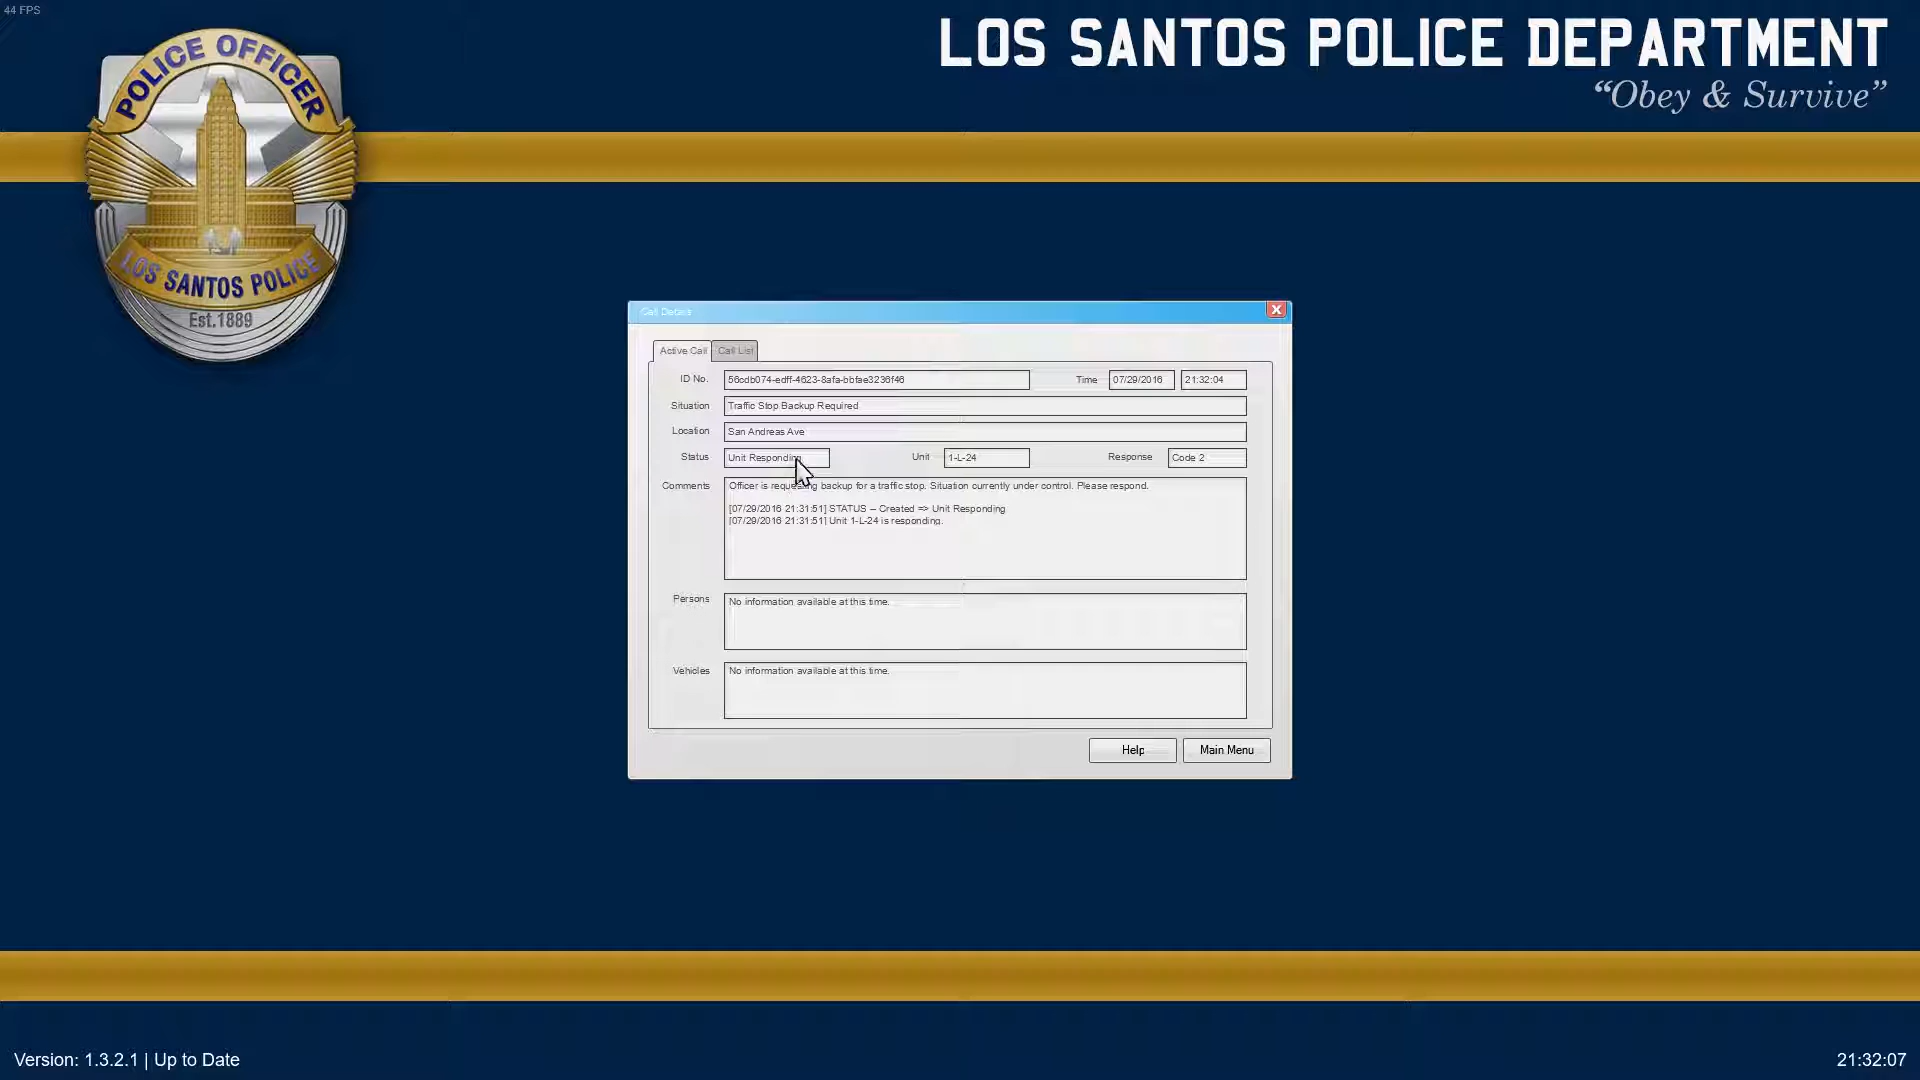 44 FPS
LOS SANTOS POLICE DEPARTMENT
“Obey & Survive”
POLICE OFFICER
LOS SANTOS POLICE
Est.1889
Call Details
Active Call Call List
ID No. 56cdb074-edff-4623-8afa-bbfae3236f46 Time 07/29/2016 21:32:04
Situation Traffic Stop Backup Required
Location San Andreas Ave
Status Unit Responding Unit 1-L-24 Response Code 2
Comments Officer is requesting backup for a traffic stop. Situation currently under control. Please respond.
[07/29/2016 21:31:51] STATUS -- Created => Unit Responding
[07/29/2016 21:31:51] Unit 1-L-24 is responding.
Persons No information available at this time.
Vehicles No information available at this time.
Help Main Menu
Version: 1.3.2.1 | Up to Date
21:32:07